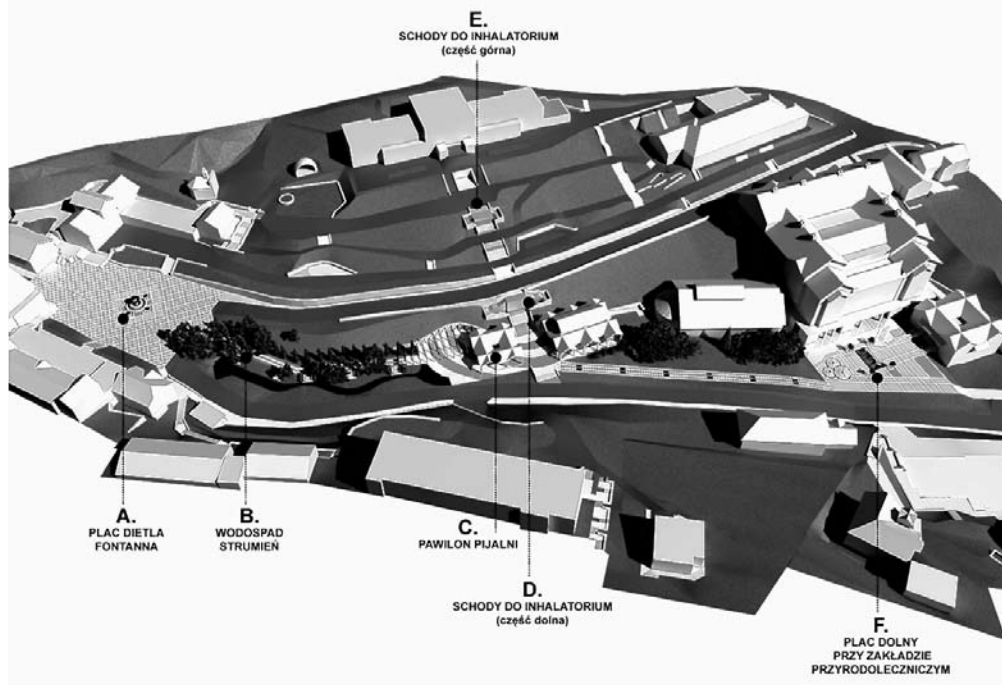 E.
SCHODY DO INHALATORIUM
(część górna)
A.
PLAC DIETLA
FONTANNA
B.
WODOSPAD
STRUMIEŃ
C.
PAWILON PIJALNI
D.
SCHODY DO INHALATORIUM
(część dolna)
F.
PLAC DOLNY
PRZY ZAKŁADZIE
PRZYRODOLECZNICZYM